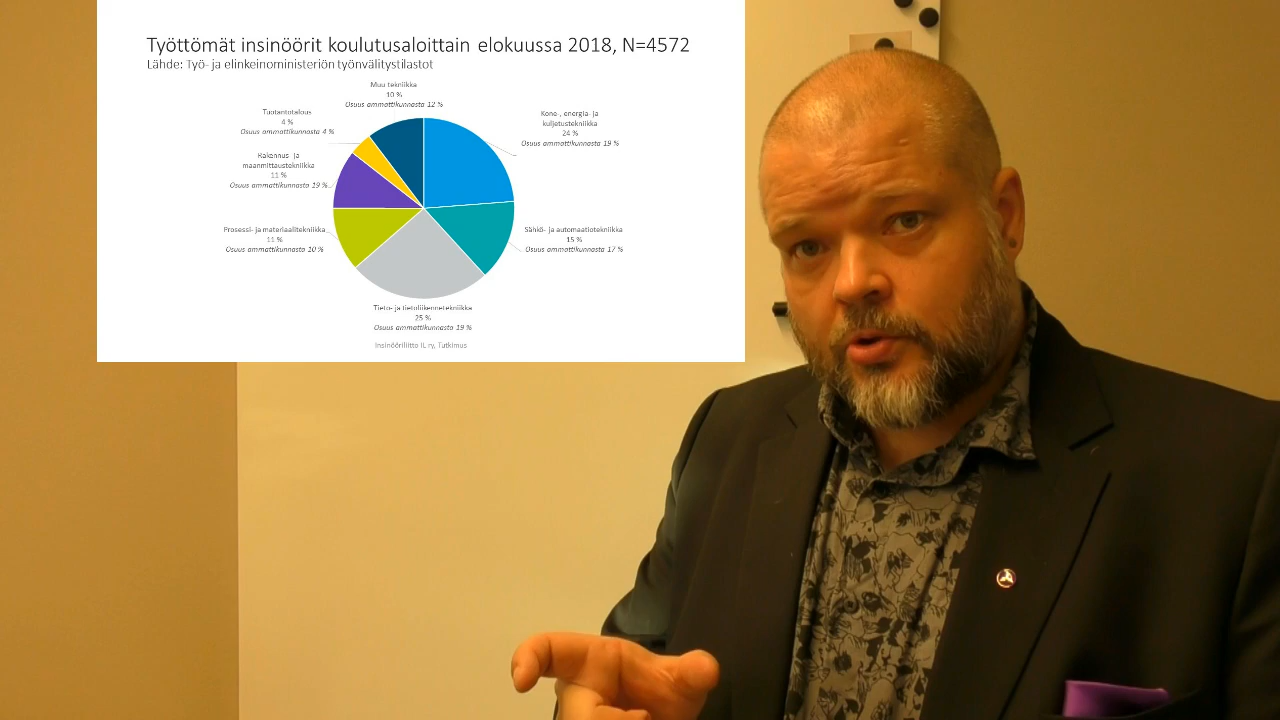 Työttömät insinöörit koulutusaloittain elokuussa 2018, N=4572
Lähde: Työ- ja elinkeinoministeriön työnvälitystilastot
Muu tekniikka
10 %
Osuus ammattikunnasta 12 %
Kone-, energia- ja
kuljetustekniikka
24 %
Osuus ammattikunnasta 19 %
Sähkö- ja automaatiotekniikka
15 %
Osuus ammattikunnasta 17 %
Tieto- ja tietoliikennetekniikka
25 %
Osuus ammattikunnasta 19 %
Prosessi- ja materiaalitekniikka
11 %
Osuus ammattikunnasta 10 %
Rakennus- ja
maanmittaustekniikka
11 %
Osuus ammattikunnasta 19 %
Tuotantotalous
4 %
Osuus ammattikunnasta 4 %
Insinööriliitto IL ry, Tutkimus